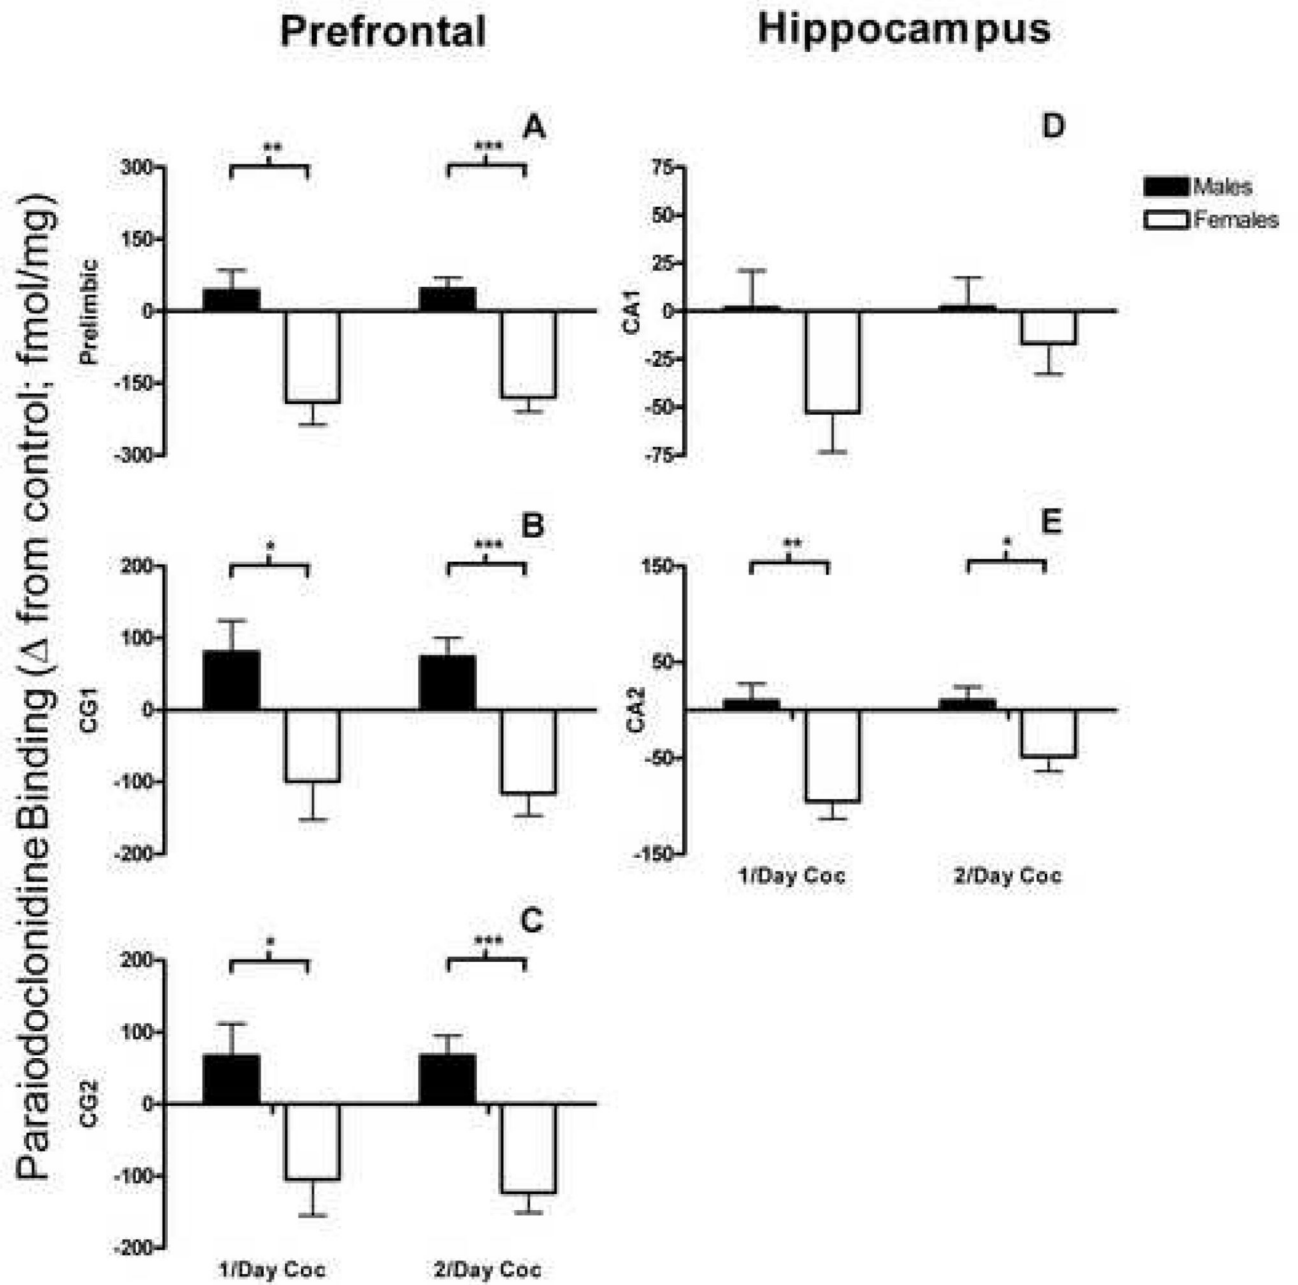 Prefrontal
Hippocampus
Paraiodoclonidine Binding (Δ from control; fmol/mg)
A
** ***
300
150
0
-150
-300
Prelimbic
D
75
50
25
0
-25
-50
-75
CA1
Males
Females
B
* ***
200
100
0
-100
-200
CG1
E
** *
150
50
-50
-150
CA2
1/Day Coc 2/Day Coc
C
* ***
200
100
0
-100
-200
CG2
1/Day Coc 2/Day Coc